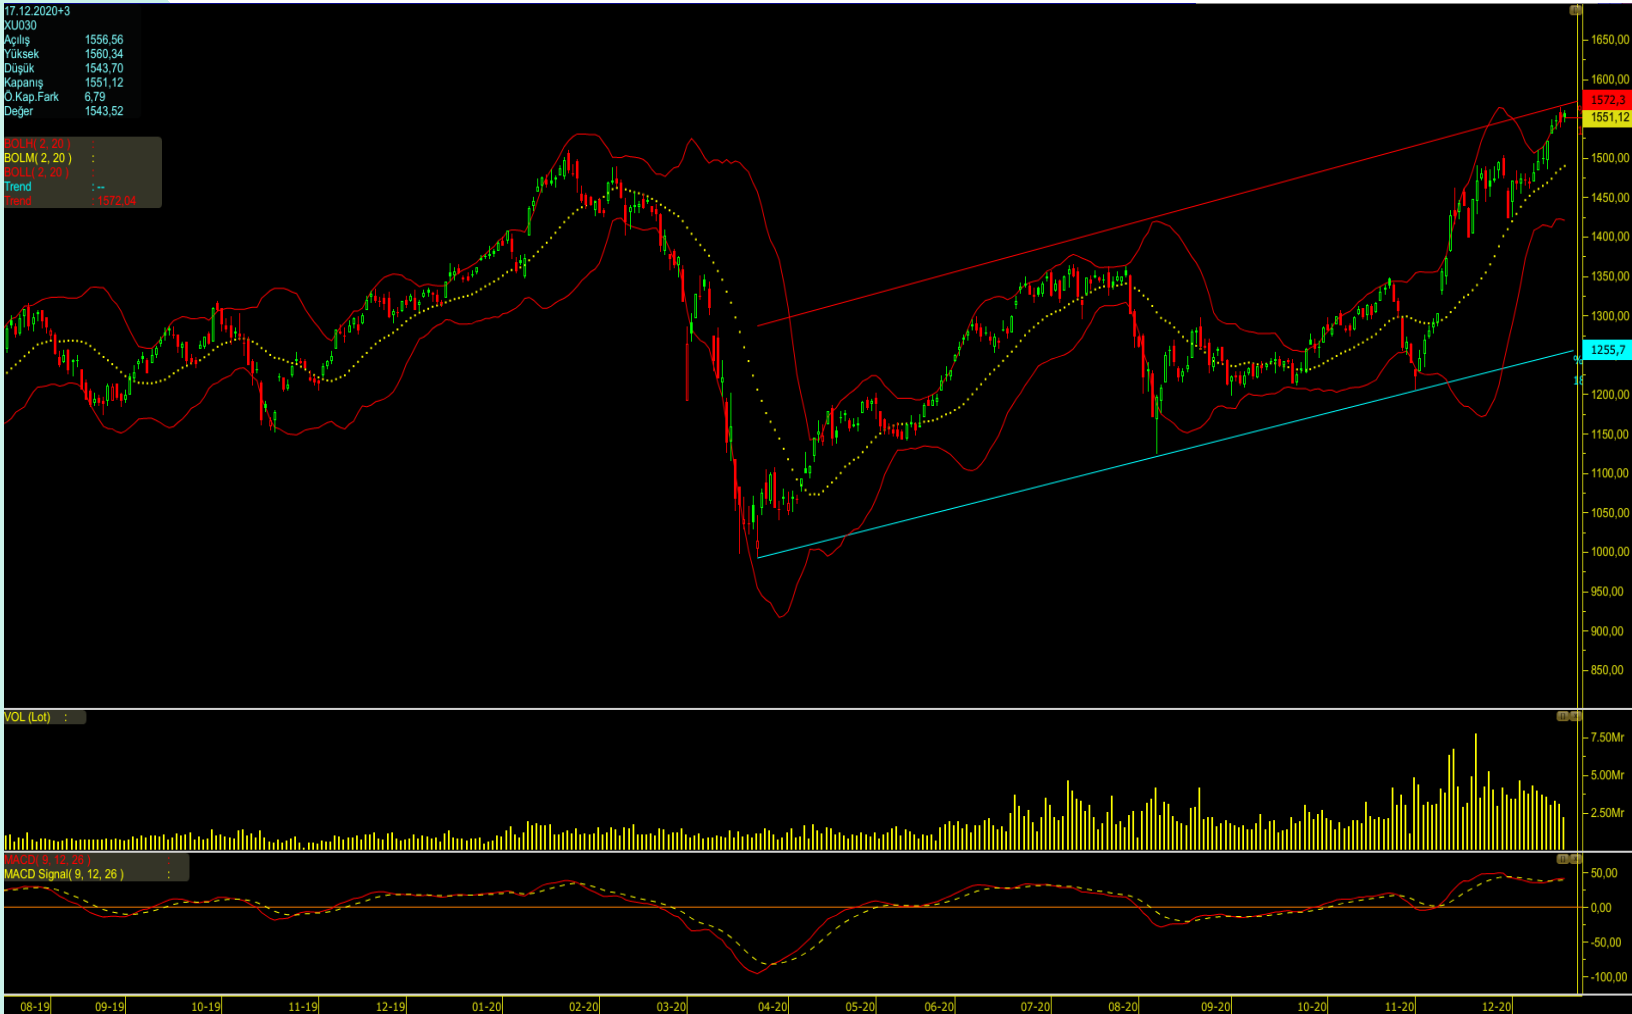 17.12.2020+3
XU030
Açılış 1556,56
Yüksek 1560,34
Düşük 1543,70
Kapanış 1551,12
Ö.Kap.Fark 6,79
Değer 1543,52
BOLH( 2, 20 ) :
BOLM( 2, 20 ) :
BOLL( 2, 20 ) :
Trend : --
Trend : 1572,04
1650,00
1600,00
1572,3
1551,12
1500,00
1450,00
1400,00
1350,00
1300,00
1255,7
%
18
1200,00
1150,00
1100,00
1050,00
1000,00
950,00
900,00
850,00
VOL (Lot) :
7.50Mr
5.00Mr
2.50Mr
MACD( 9, 12, 26 ) :
MACD Signal( 9, 12, 26 ) :
50,00
0,00
-50,00
-100,00
08-19 09-19 10-19 11-19 12-19 01-20 02-20 03-20 04-20 05-20 06-20 07-20 08-20 09-20 10-20 11-20 12-20